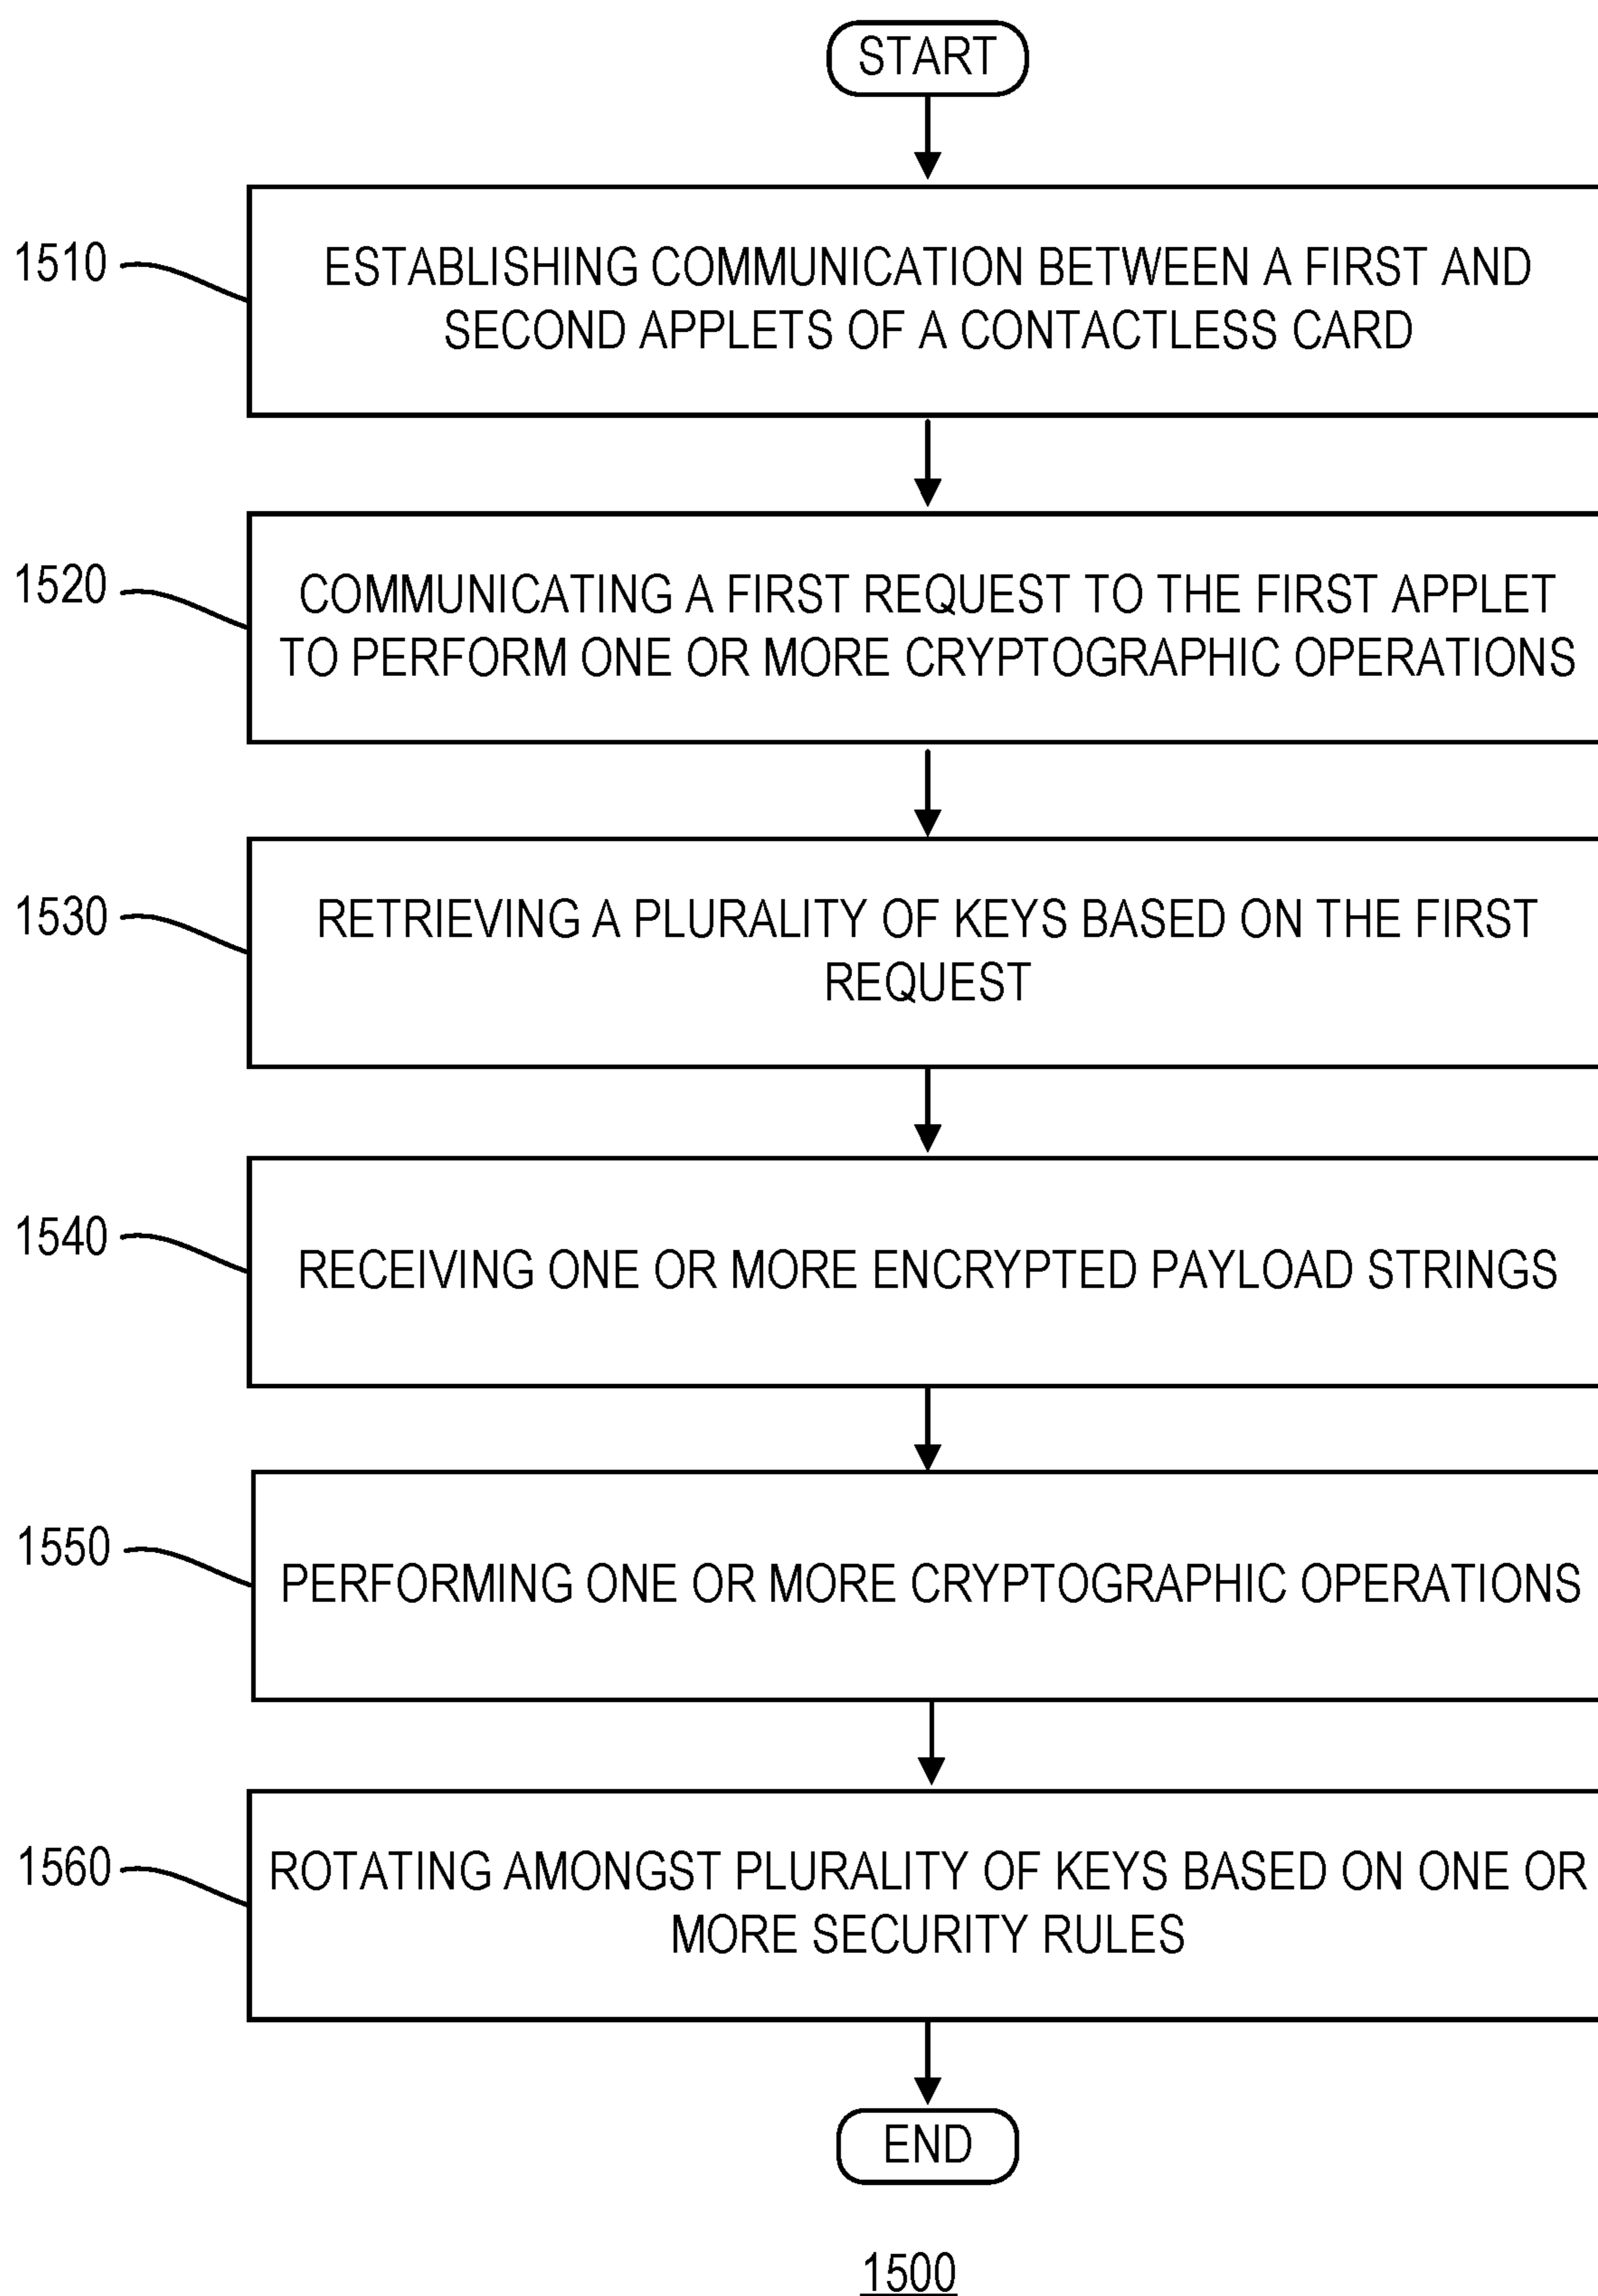 START
1510
ESTABLISHING COMMUNICATION BETWEEN A FIRST AND
SECOND APPLETS OF A CONTACTLESS CARD
1520
COMMUNICATING A FIRST REQUEST TO THE FIRST APPLET
TO PERFORM ONE OR MORE CRYPTOGRAPHIC OPERATIONS
1530
RETRIEVING A PLURALITY OF KEYS BASED ON THE FIRST
REQUEST
1540
RECEIVING ONE OR MORE ENCRYPTED PAYLOAD STRINGS
1550
PERFORMING ONE OR MORE CRYPTOGRAPHIC OPERATIONS
1560
ROTATING AMONGST PLURALITY OF KEYS BASED ON ONE OR
MORE SECURITY RULES
END
1500